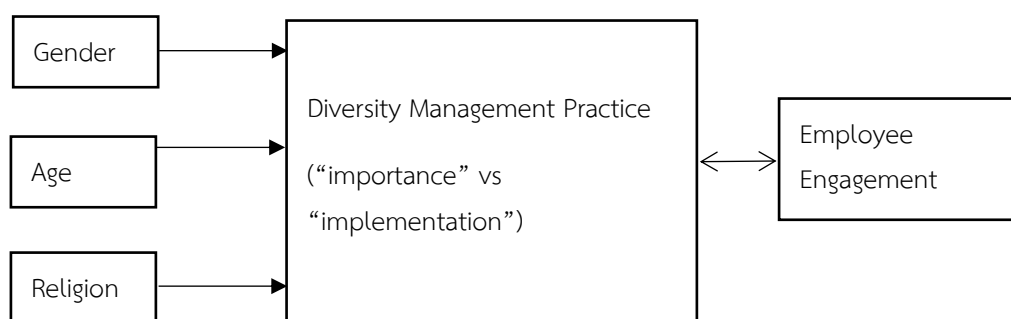 Gender
Age
Religion
Diversity Management Practice
(“importance” vs
“implementation”)
Employee
Engagement